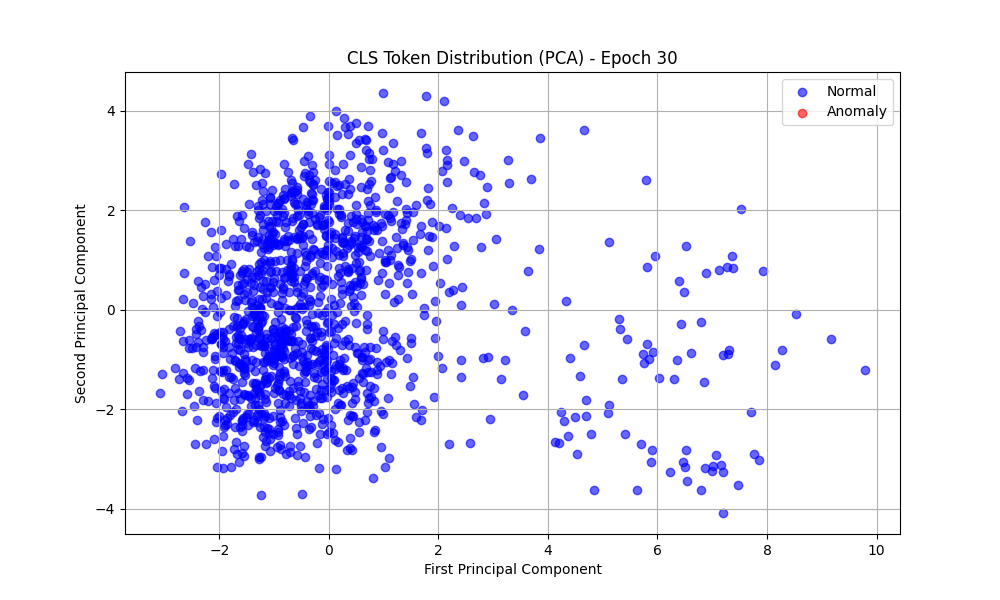 CLS Token Distribution (PCA) - Epoch 30
Normal
Anomaly
4
2
0
−2
−4
Second Principal Component
−2 0 2 4 6 8 10
First Principal Component